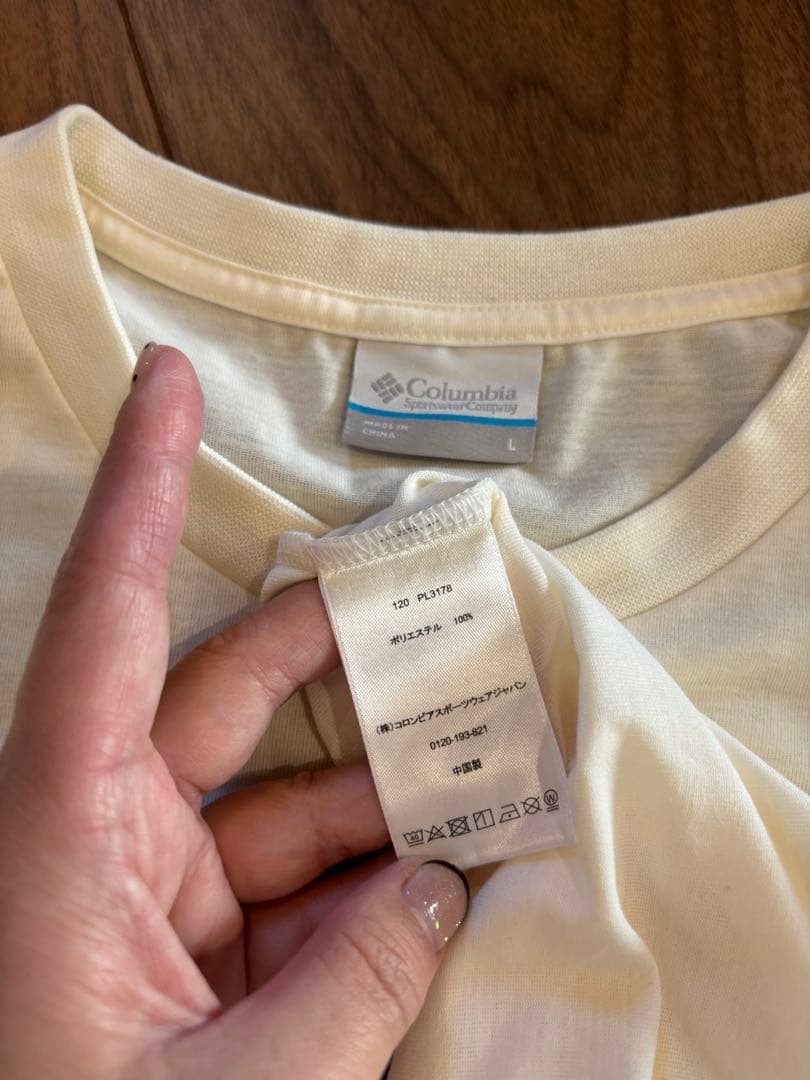 Columbia
Sportswear Company
MADE IN
CHINA
L
120 PL3178
ポリエステル 100%
(株)コロンビアスポーツウェアジャパン
0120-193-821
中国製
40
W